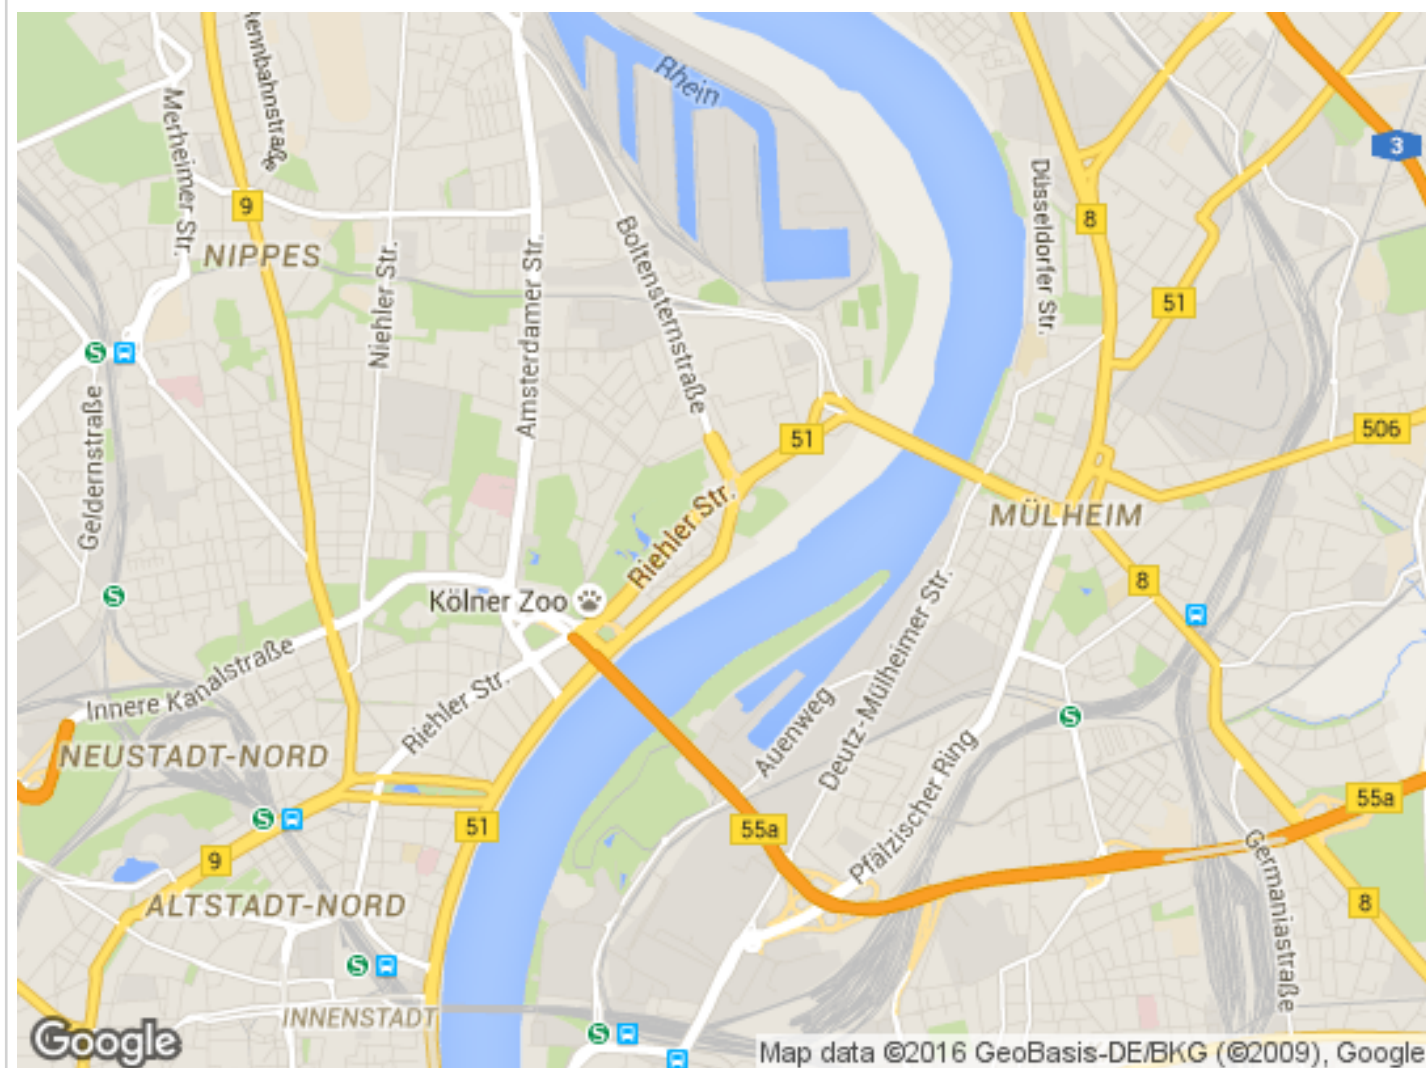 Rennbahnstraße
Rhein
Merheimer Str.
3
Düsseldorfer Str.
9
8
NIPPES
Niehler Str.
Amsterdamer Str.
Boltensternstraße
51
S
Geldernstraße
51
506
Riehler Str.
MÜLHEIM
8
S
Kölner Zoo
Deutz-Mülheimer Str.
Innere Kanalstraße
Riehler Str.
Auenweg
S
NEUSTADT-NORD
Pfälzischer Ring
55a
S
51
55a
9
Germaniastraße
ALTSTADT-NORD
8
S
INNENSTADT
S
Google
Map data ©2016 GeoBasis-DE/BKG (©2009), Google